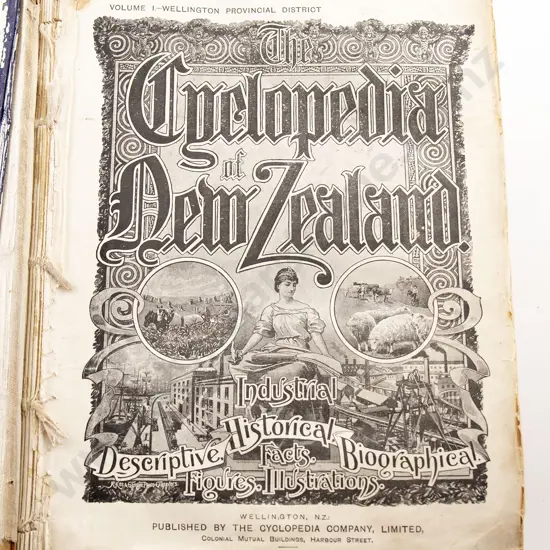 VOLUME I.—WELLINGTON PROVINCIAL DISTRICT
The
Cyclopedia
of
New Zealand.
Industrial
Descriptive, Historical, Biographical
Facts.
Figures. Illustrations.
WELLINGTON, N.Z.:
PUBLISHED BY THE CYCLOPEDIA COMPANY, LIMITED,
COLONIAL MUTUAL BUILDINGS, HARBOUR STREET.